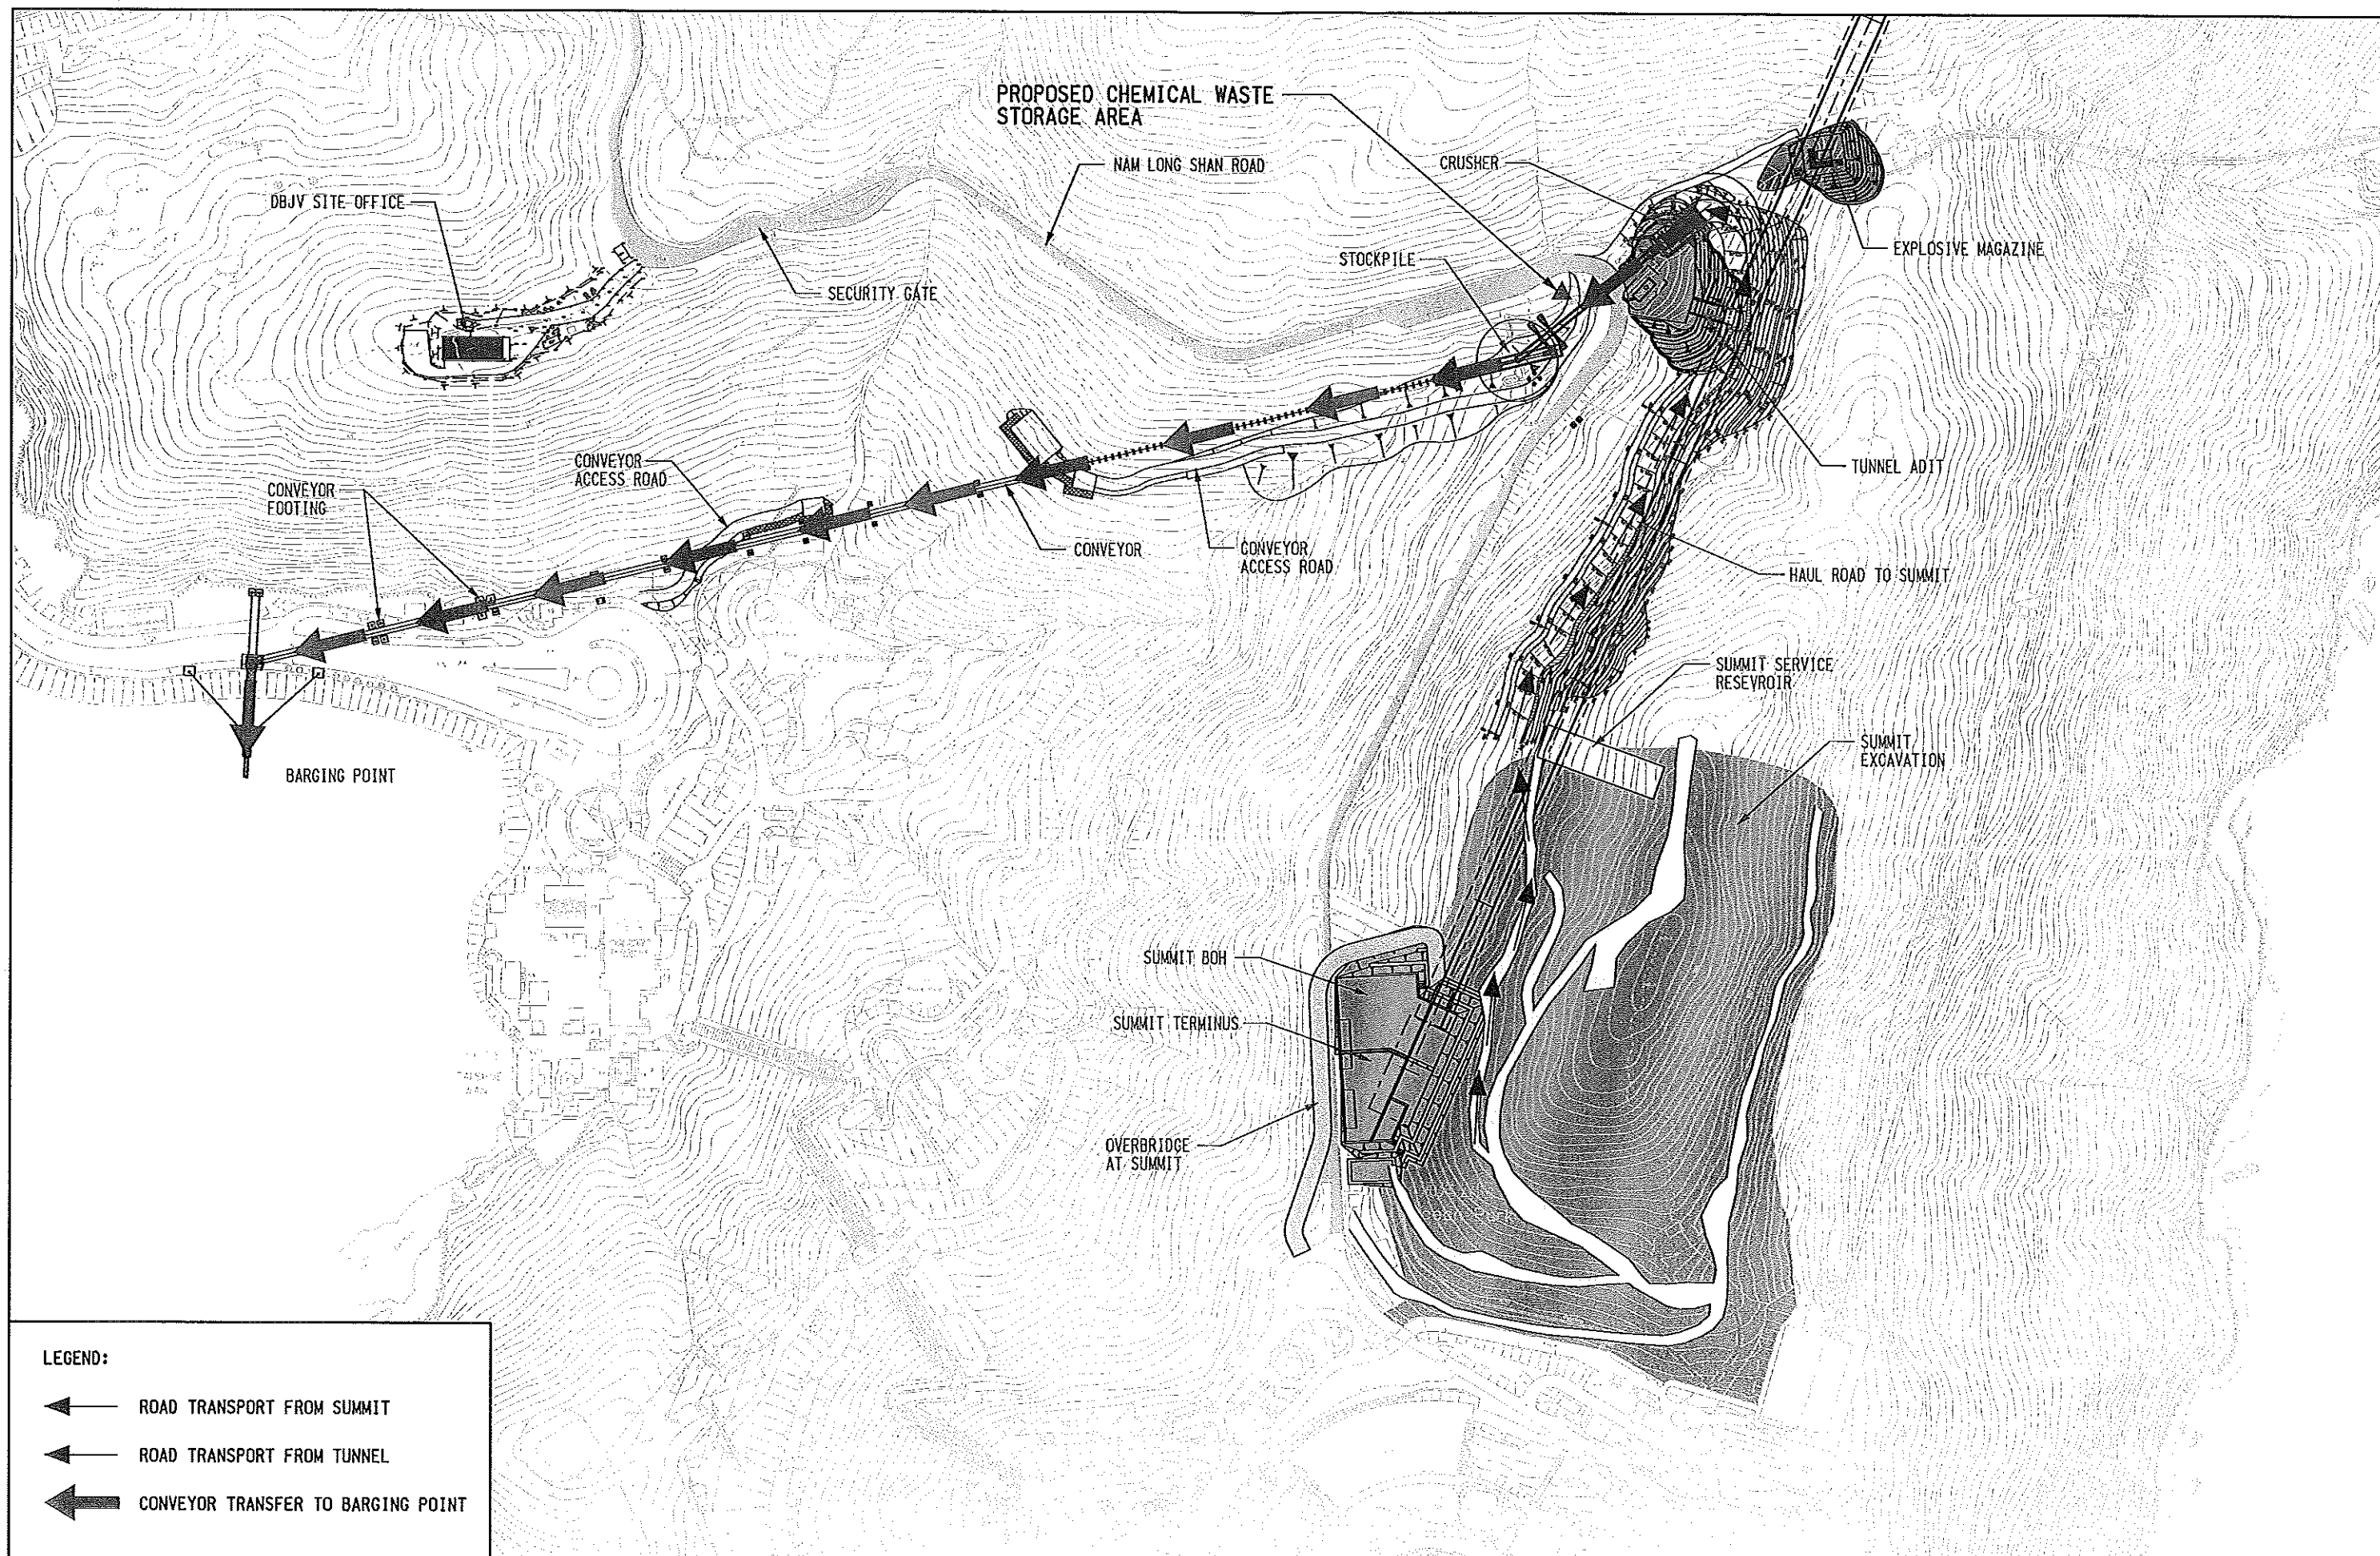 PROPOSED CHEMICAL WASTE
STORAGE AREA
NAM LONG SHAN ROAD
CRUSHER
DBJV SITE OFFICE
EXPLOSIVE MAGAZINE
STOCKPILE
SECURITY GATE
CONVEYOR
ACCESS ROAD
TUNNEL ADIT
CONVEYOR
FOOTING
CONVEYOR
CONVEYOR
ACCESS ROAD
HAUL ROAD TO SUMMIT
SUMMIT SERVICE
RESEVROIR
SUMMIT
EXCAVATION
BARGING POINT
SUMMIT BOH
SUMMIT TERMINUS
OVERBRIDGE
AT SUMMIT
LEGEND:
ROAD TRANSPORT FROM SUMMIT
ROAD TRANSPORT FROM TUNNEL
CONVEYOR TRANSFER TO BARGING POINT